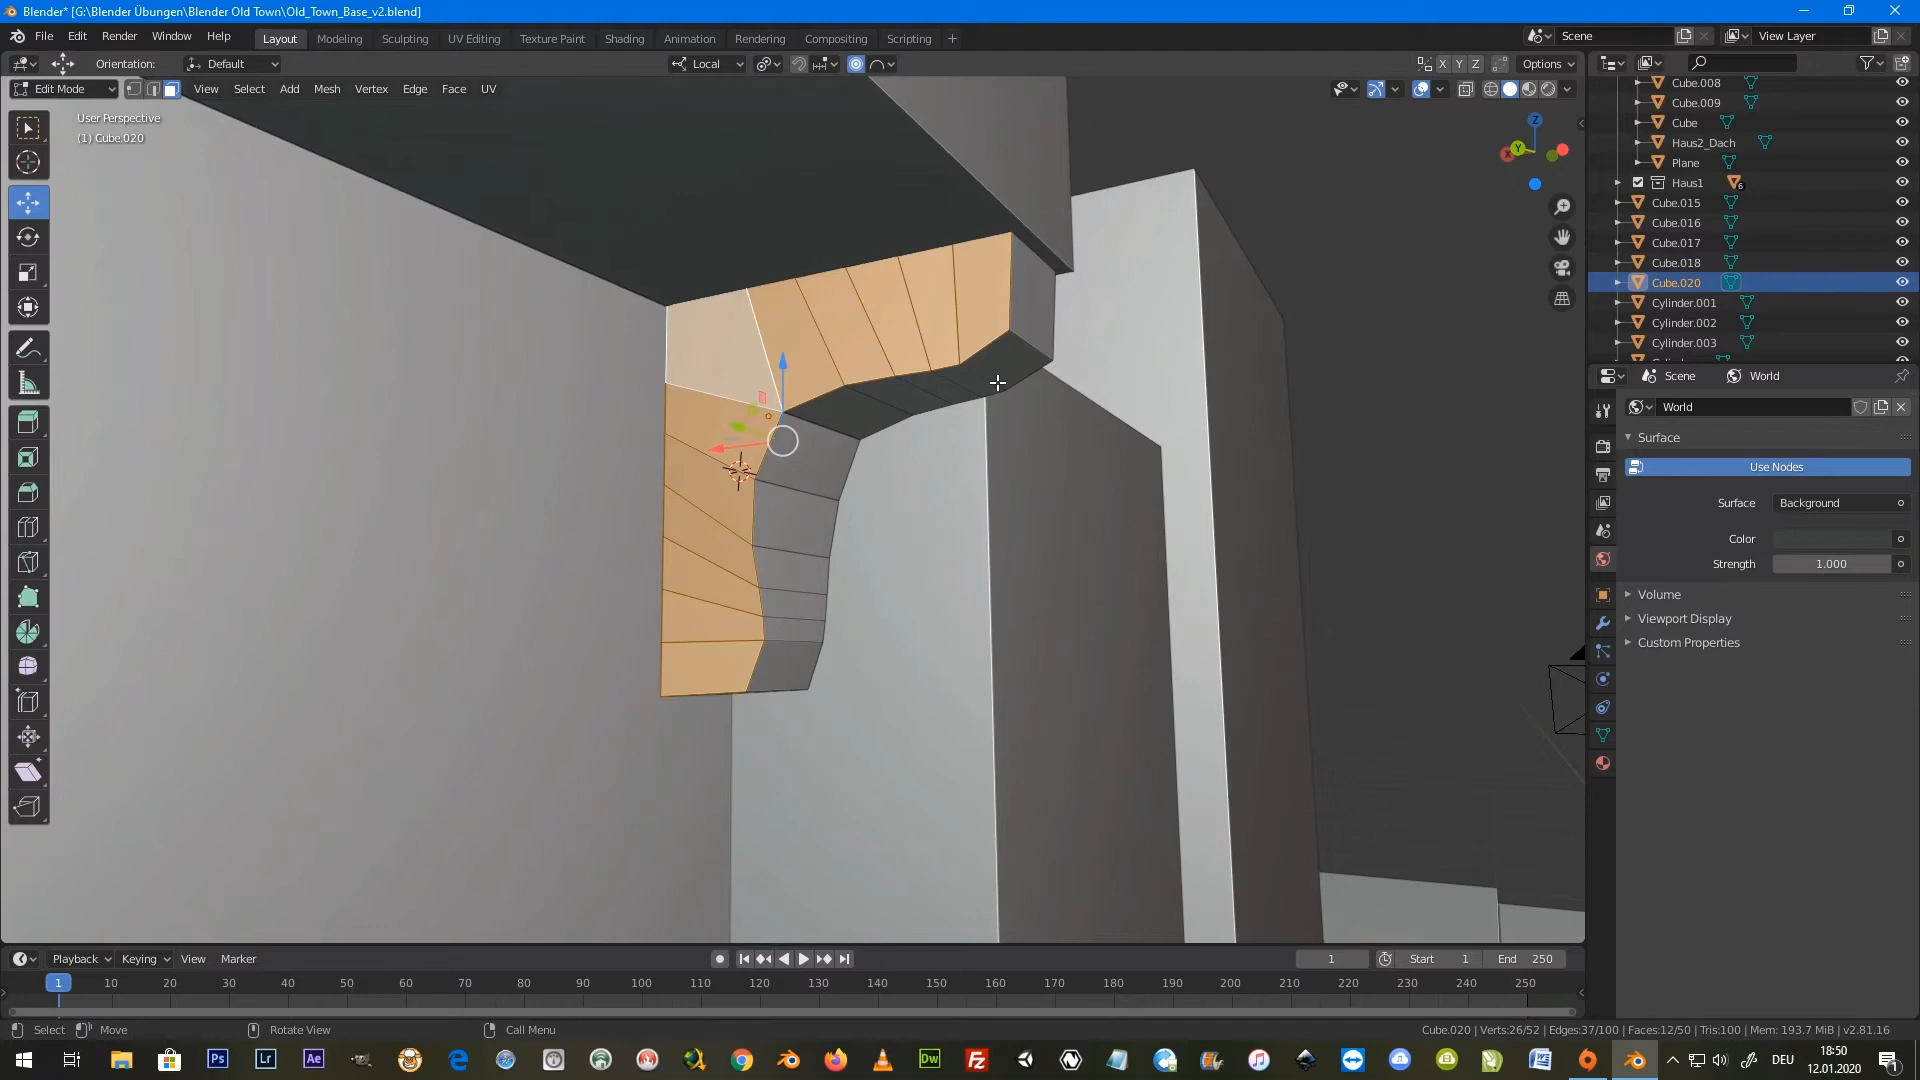 Blender* [G:\Blender Übungen\Blender Old Town\Old_Town_Base_v2.blend]
File Edit Render Window Help Layout Modeling Sculpting UV Editing Texture Paint Shading Animation Rendering Compositing Scripting + Scene View Layer
Orientation: Default Local X Y Z Options
Edit Mode View Select Add Mesh Vertex Edge Face UV
User Perspective
(1) Cube.020
Z
Y
X
Cube.008
Cube.009
Cube
Haus2_Dach
Plane
Haus1 6
Cube.015
Cube.016
Cube.017
Cube.018
Cube.020
Cylinder.001
Cylinder.002
Cylinder.003
Scene World
World
Surface
Use Nodes
Surface Background
Color
Strength 1.000
Volume
Viewport Display
Custom Properties
Playback Keying View Marker 1 Start 1 End 250
1 10 20 30 40 50 60 70 80 90 100 110 120 130 140 150 160 170 180 190 200 210 220 230 240 250
Select Move Rotate View Call Menu Cube.020 | Verts:26/52 | Edges:37/100 | Faces:12/50 | Tris:100 | Mem: 193.7 MiB | v2.81.16
Ps Lr Ae Dw Fz DEU 18:50
12.01.2020 1